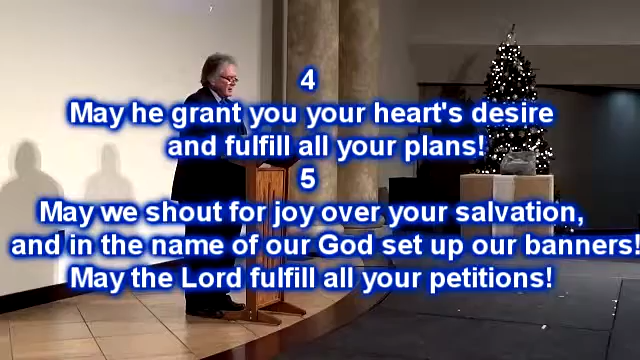 4
May he grant you your heart's desire
and fulfill all your plans!
5
May we shout for joy over your salvation,
and in the name of our God set up our banners!
May the Lord fulfill all your petitions!